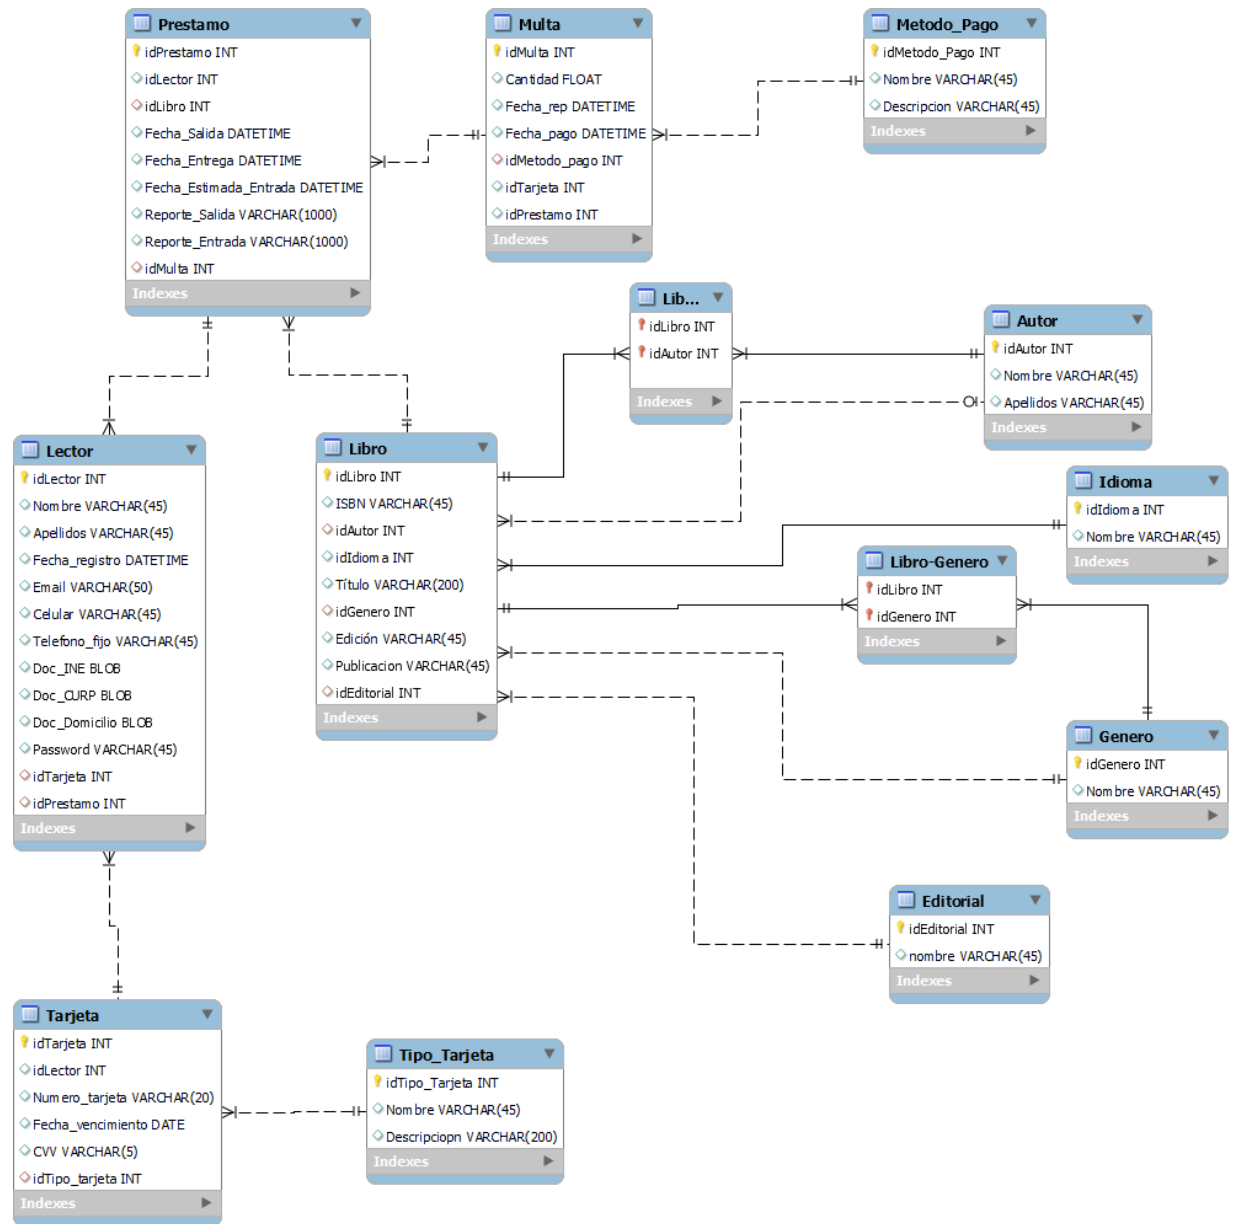 Prestamo
idPrestamo INT
idLector INT
idLibro INT
Fecha_Salida DATETIME
Fecha_Entrega DATETIME
Fecha_Estimada_Entrada DATETIME
Reporte_Salida VARCHAR(1000)
Reporte_Entrada VARCHAR(1000)
idMulta INT
Indexes
Multa
idMulta INT
Cantidad FLOAT
Fecha_rep DATETIME
Fecha_pago DATETIME
idMetodo_pago INT
idTarjeta INT
idPrestamo INT
Indexes
Metodo_Pago
idMetodo_Pago INT
Nombre VARCHAR(45)
Descripcion VARCHAR(45)
Indexes
Lib...
idLibro INT
idAutor INT
Indexes
Autor
idAutor INT
Nombre VARCHAR(45)
Apellidos VARCHAR(45)
Indexes
Lector
idLector INT
Nombre VARCHAR(45)
Apellidos VARCHAR(45)
Fecha_registro DATETIME
Email VARCHAR(50)
Celular VARCHAR(45)
Telefono_fijo VARCHAR(45)
Doc_INE BLOB
Doc_CURP BLOB
Doc_Domicilio BLOB
Password VARCHAR(45)
idTarjeta INT
idPrestamo INT
Indexes
Libro
idLibro INT
ISBN VARCHAR(45)
idAutor INT
idIdioma INT
Título VARCHAR(200)
idGenero INT
Edición VARCHAR(45)
Publicacion VARCHAR(45)
idEditorial INT
Indexes
Idioma
idIdioma INT
Nombre VARCHAR(45)
Indexes
Libro-Genero
idLibro INT
idGenero INT
Indexes
Genero
idGenero INT
Nombre VARCHAR(45)
Indexes
Editorial
idEditorial INT
nombre VARCHAR(45)
Indexes
Tarjeta
idTarjeta INT
idLector INT
Numero_tarjeta VARCHAR(20)
Fecha_vencimiento DATE
CVV VARCHAR(5)
idTipo_tarjeta INT
Indexes
Tipo_Tarjeta
idTipo_Tarjeta INT
Nombre VARCHAR(45)
Descripciopn VARCHAR(200)
Indexes